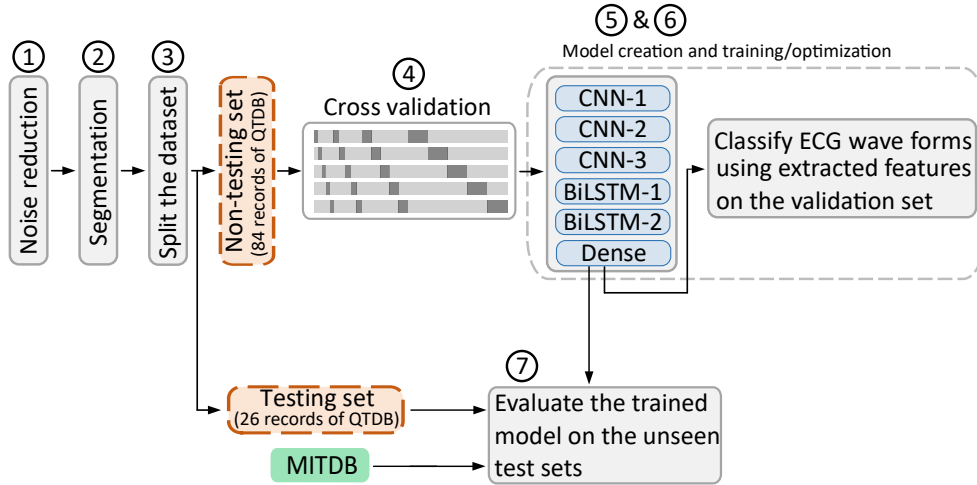 1
Noise reduction
2
Segmentation
3
Split the dataset
Non-testing set
(84 records of QTDB)
4
Cross validation
5 & 6
Model creation and training/optimization
CNN-1
CNN-2
CNN-3
BiLSTM-1
BiLSTM-2
Dense
Classify ECG wave forms
using extracted features
on the validation set
Testing set
(26 records of QTDB)
MITDB
7
Evaluate the trained
model on the unseen
test sets